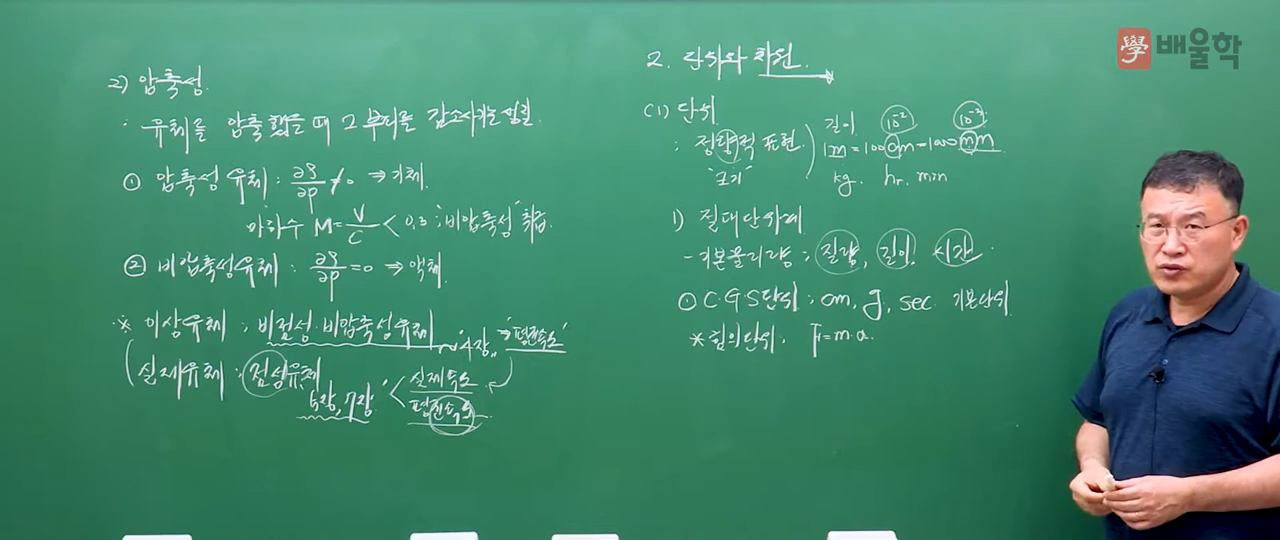 學 배울학
2) 압축성.
: 유체를 압축했을 때 그 부피를 감소시키는 성질.
① 압축성 유체 : ∂ρ/∂p ≠ 0 ⇒ 기체.
마하수 M = V/C < 0.3 : "비압축성" 취급.
② 비압축성유체 : ∂ρ/∂p = 0 ⇒ 액체.
※ 이상유체 : 비점성·비압축성유체 ~ "4장" ⇒ "평균속도"
실제유체 : 점성유체
5장, 7장. < 실제속도
평균속도
2. 단위와 차원.
(1) 단위
: 정량적 표현.
"크기"
길이 10⁻² 10⁻³
1m = 100cm = 1000mm
kg. hr. min
1) 절대단위계
- 기본물리량 : 질량, 길이, 시간.
① C.G.S단위 : cm, g, sec 기본단위
※ 힘의단위. F = m·a.